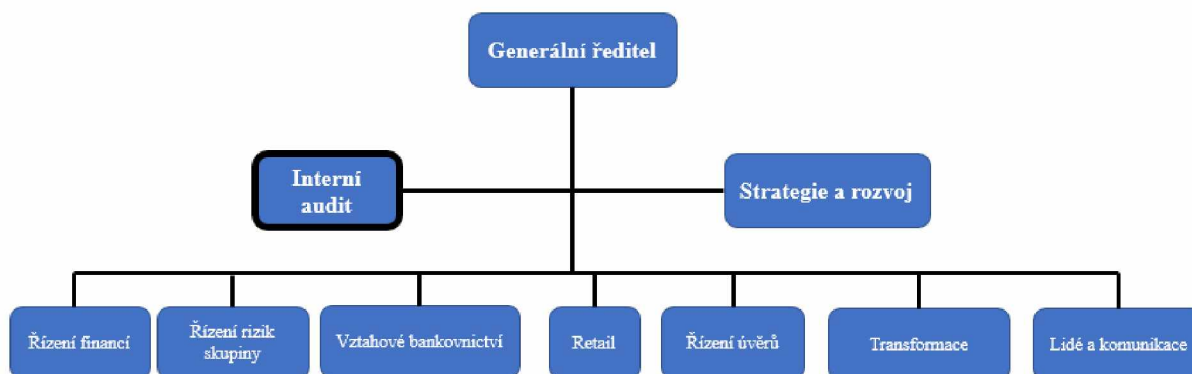 Generální ředitel
Interní
audit
Strategie a rozvoj
Řízení financí
Řízení rizik
skupiny
Vztahové bankovnictví
Retail
Řízení úvěrů
Transformace
Lidé a komunikace